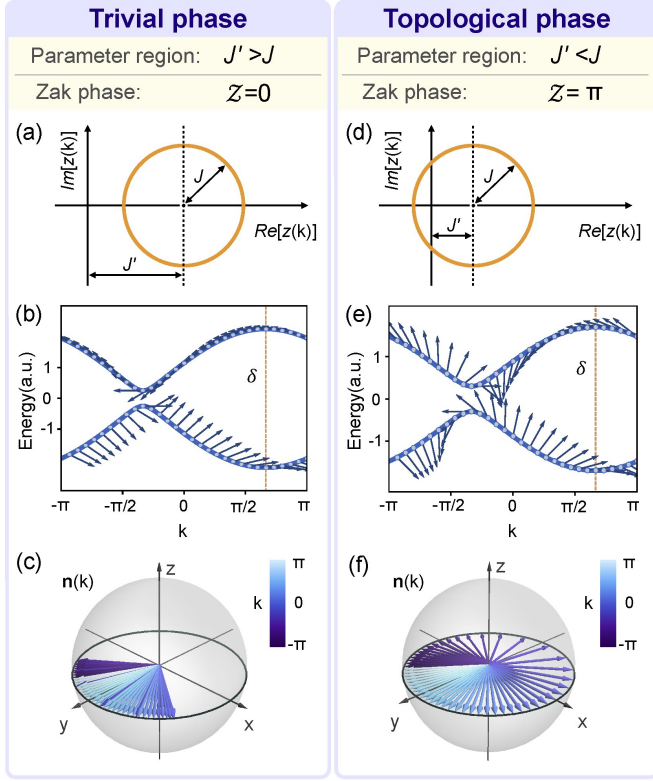 Trivial phase
Parameter region: J' >J
Zak phase: 𝒵=0
(a)
Im[z(k)]
J
Re[z(k)]
J'
(b)
Energy(a.u.)
1
0
-1
δ
-π
-π/2
0
π/2
π
k
(c)
n(k)
z
y
x
k
π
0
-π
Topological phase
Parameter region: J' <J
Zak phase: 𝒵= π
(d)
Im[z(k)]
J
J'
Re[z(k)]
(e)
Energy(a.u.)
1
0
-1
δ
-π
-π/2
0
π/2
π
k
(f)
n(k)
z
y
x
k
π
0
-π